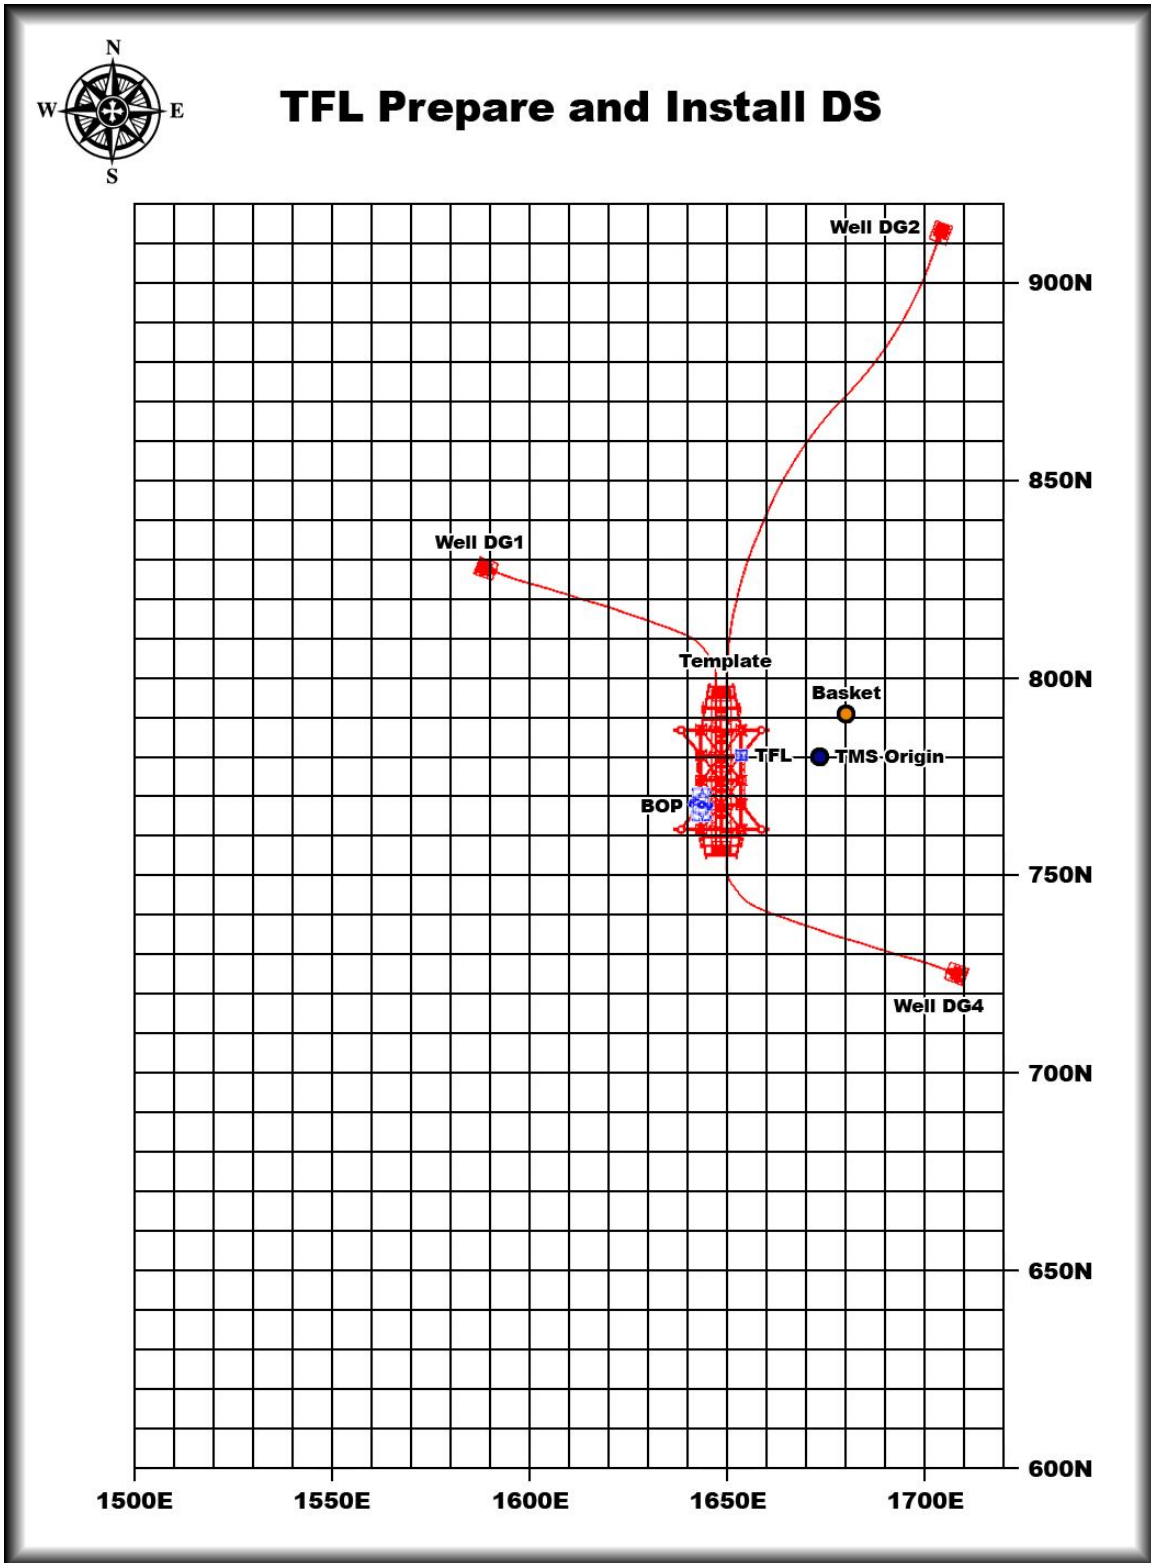 N
W E
S
TFL Prepare and Install DS
Well DG2
900N
850N
Well DG1
800N
Template
Basket
TFL
TMS Origin
BOP
750N
Well DG4
700N
650N
600N
1500E 1550E 1600E 1650E 1700E